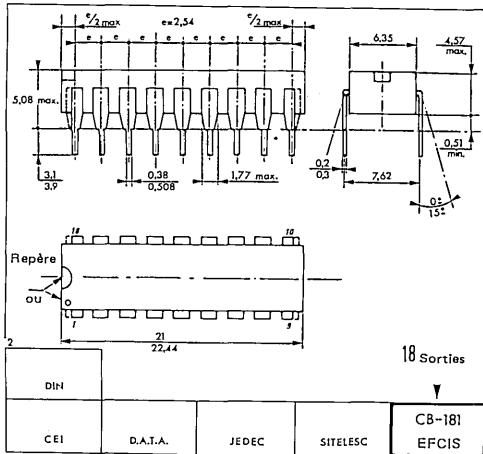 e/2 max. e=2,54 e/2 max.
e e e e e e e e
6,35
4,57 max.
5,08 max.
0,51 min.
3,1
3,9
0,38
0,508
1,77 max.
0,2
0,3
7,62
0°
15°
18 10
Repère
ou
1 9
21
22,44
2
18 Sorties
DIN
CEI
D.A.T.A.
JEDEC
SITELESC
CB-181
EFCIS